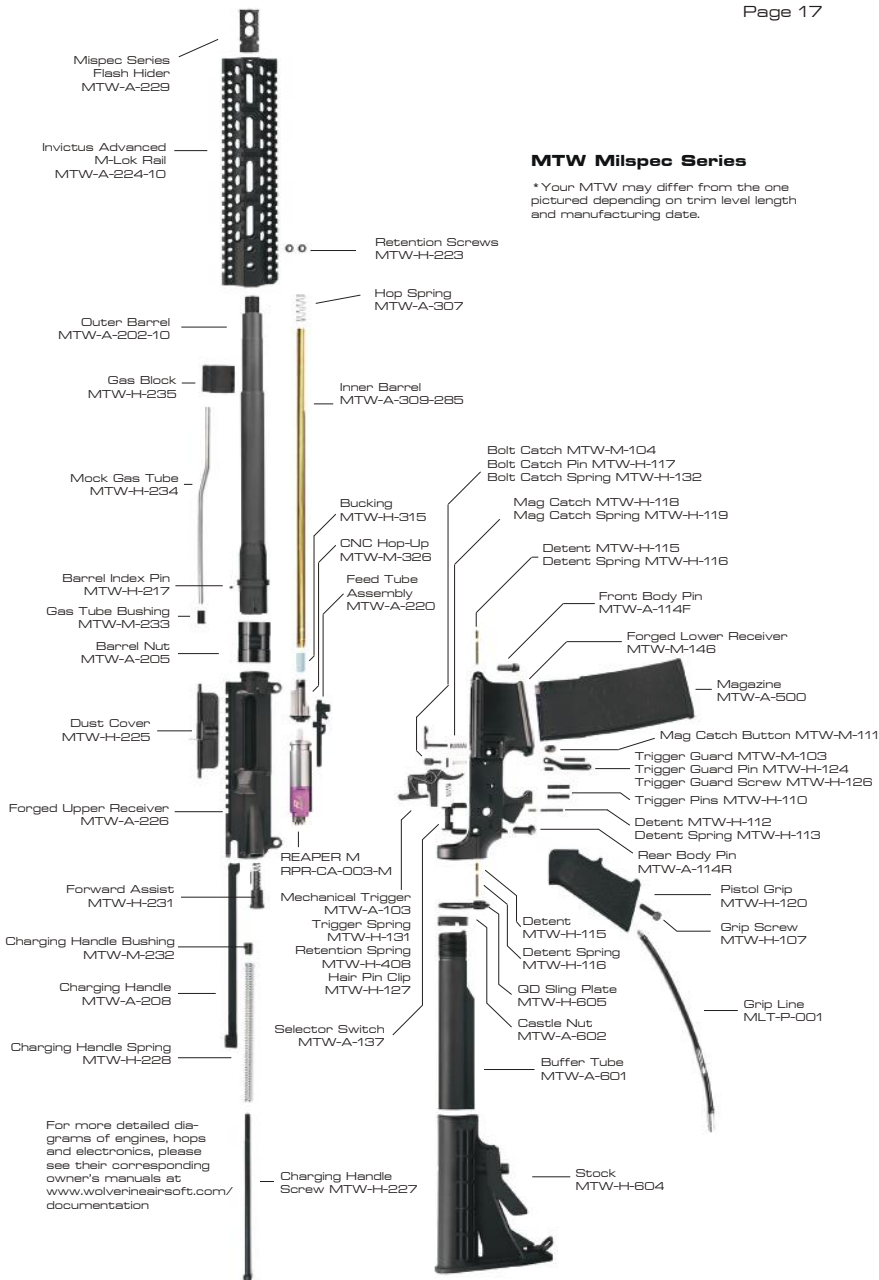 Page 17
Mispec Series
Flash Hider
MTW-A-229
Invictus Advanced
M-Lok Rail
MTW-A-224-10
MTW Milspec Series
*Your MTW may differ from the one
pictured depending on trim level length
and manufacturing date.
Retention Screws
MTW-H-223
Hop Spring
MTW-A-307
Outer Barrel
MTW-A-202-10
Gas Block
MTW-H-235
Inner Barrel
MTW-A-309-285
Mock Gas Tube
MTW-H-234
Bolt Catch MTW-M-104
Bolt Catch Pin MTW-H-117
Bolt Catch Spring MTW-H-132
Mag Catch MTW-H-118
Mag Catch Spring MTW-H-119
Bucking
MTW-H-315
CNC Hop-Up
MTW-M-326
Detent MTW-H-115
Detent Spring MTW-H-116
Barrel Index Pin
MTW-H-217
Feed Tube
Assembly
MTW-A-220
Front Body Pin
MTW-A-114F
Gas Tube Bushing
MTW-M-233
Forged Lower Receiver
MTW-M-146
Barrel Nut
MTW-A-205
Magazine
MTW-A-500
Dust Cover
MTW-H-225
Mag Catch Button MTW-M-111
Trigger Guard MTW-M-103
Trigger Guard Pin MTW-H-124
Trigger Guard Screw MTW-H-126
Trigger Pins MTW-H-110
Forged Upper Receiver
MTW-A-226
Detent MTW-H-112
Detent Spring MTW-H-113
REAPER M
RPR-CA-003-M
Rear Body Pin
MTW-A-114R
Forward Assist
MTW-H-231
Mechanical Trigger
MTW-A-103
Trigger Spring
MTW-H-131
Retention Spring
MTW-H-408
Hair Pin Clip
MTW-H-127
Pistol Grip
MTW-H-120
Detent
MTW-H-115
Grip Screw
MTW-H-107
Charging Handle Bushing
MTW-M-232
Detent Spring
MTW-H-116
Charging Handle
MTW-A-208
QD Sling Plate
MTW-H-605
Grip Line
MLT-P-001
Castle Nut
MTW-A-602
Selector Switch
MTW-A-137
Charging Handle Spring
MTW-H-228
Buffer Tube
MTW-A-601
For more detailed dia-
grams of engines, hops
and electronics, please
see their corresponding
owner's manuals at
www.wolverineairsoft.com/
documentation
Charging Handle
Screw MTW-H-227
Stock
MTW-H-604